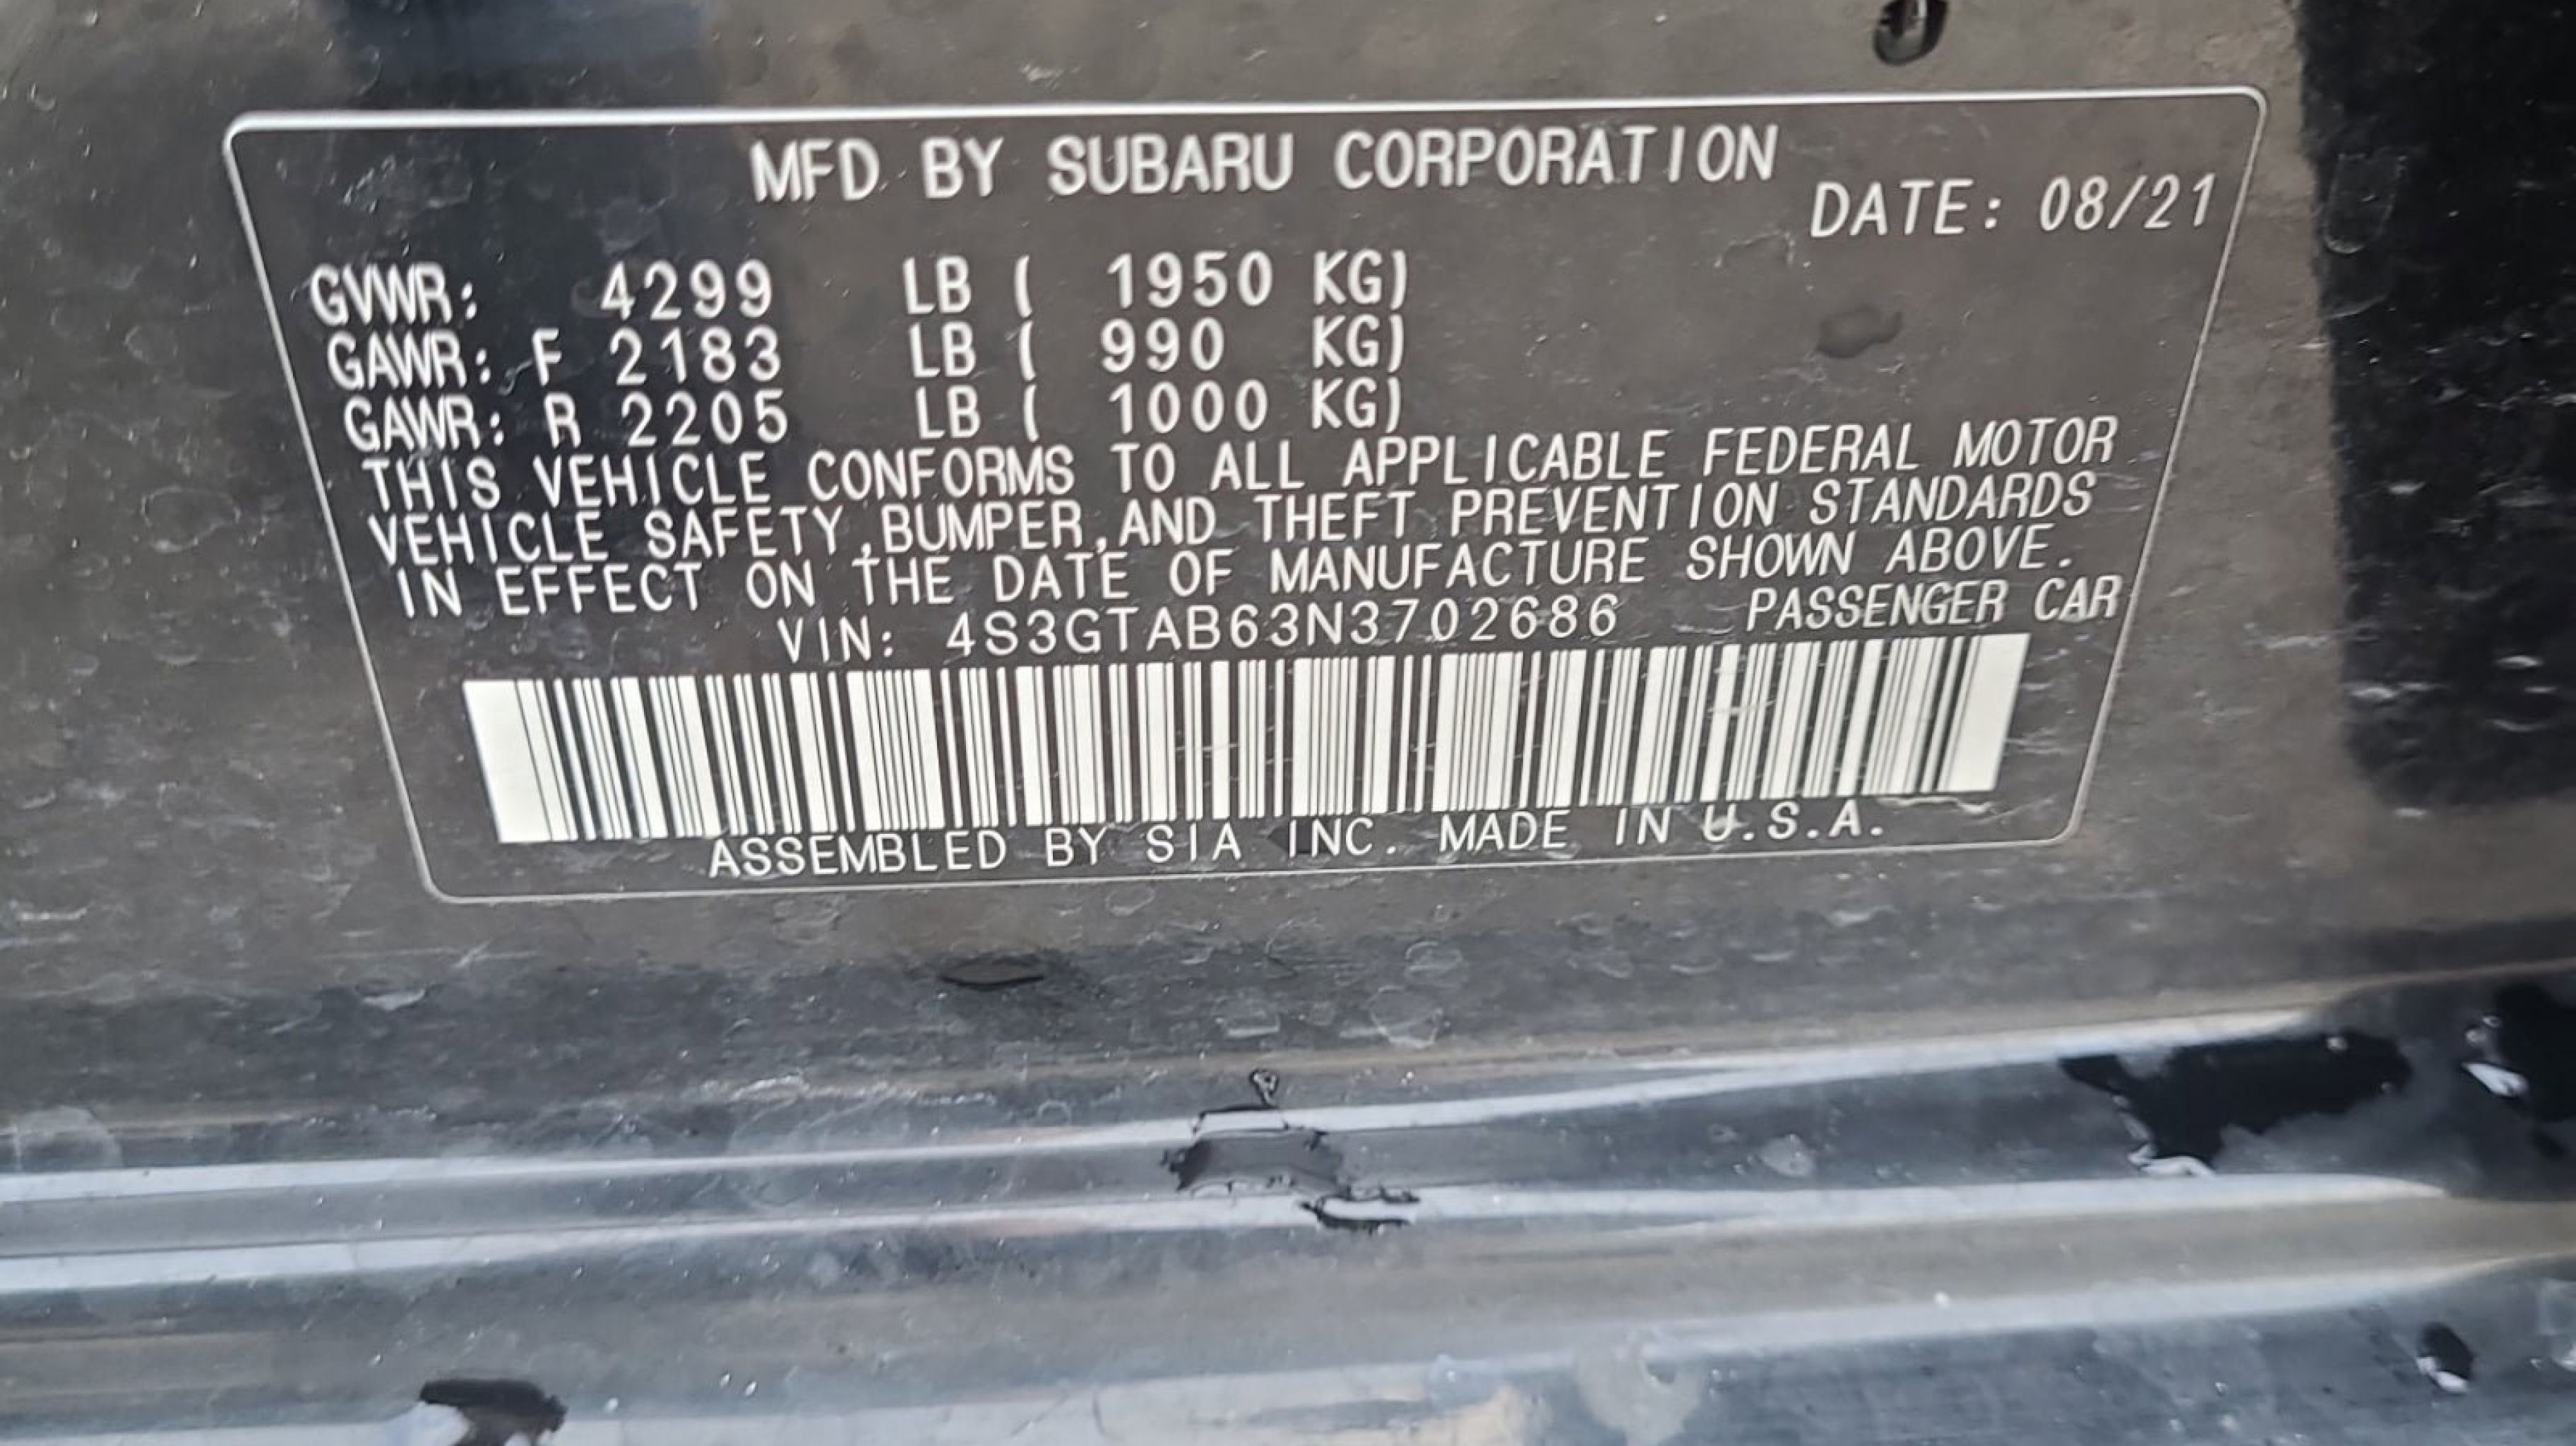 MFD BY SUBARU CORPORATION
DATE: 08/21
GVWR: 4299 LB ( 1950 KG)
GAWR: F 2183 LB ( 990 KG)
GAWR: R 2205 LB ( 1000 KG)
THIS VEHICLE CONFORMS TO ALL APPLICABLE FEDERAL MOTOR
VEHICLE SAFETY,BUMPER,AND THEFT PREVENTION STANDARDS
IN EFFECT ON THE DATE OF MANUFACTURE SHOWN ABOVE.
VIN: 4S3GTAB63N3702686 PASSENGER CAR
ASSEMBLED BY SIA INC. MADE IN U.S.A.